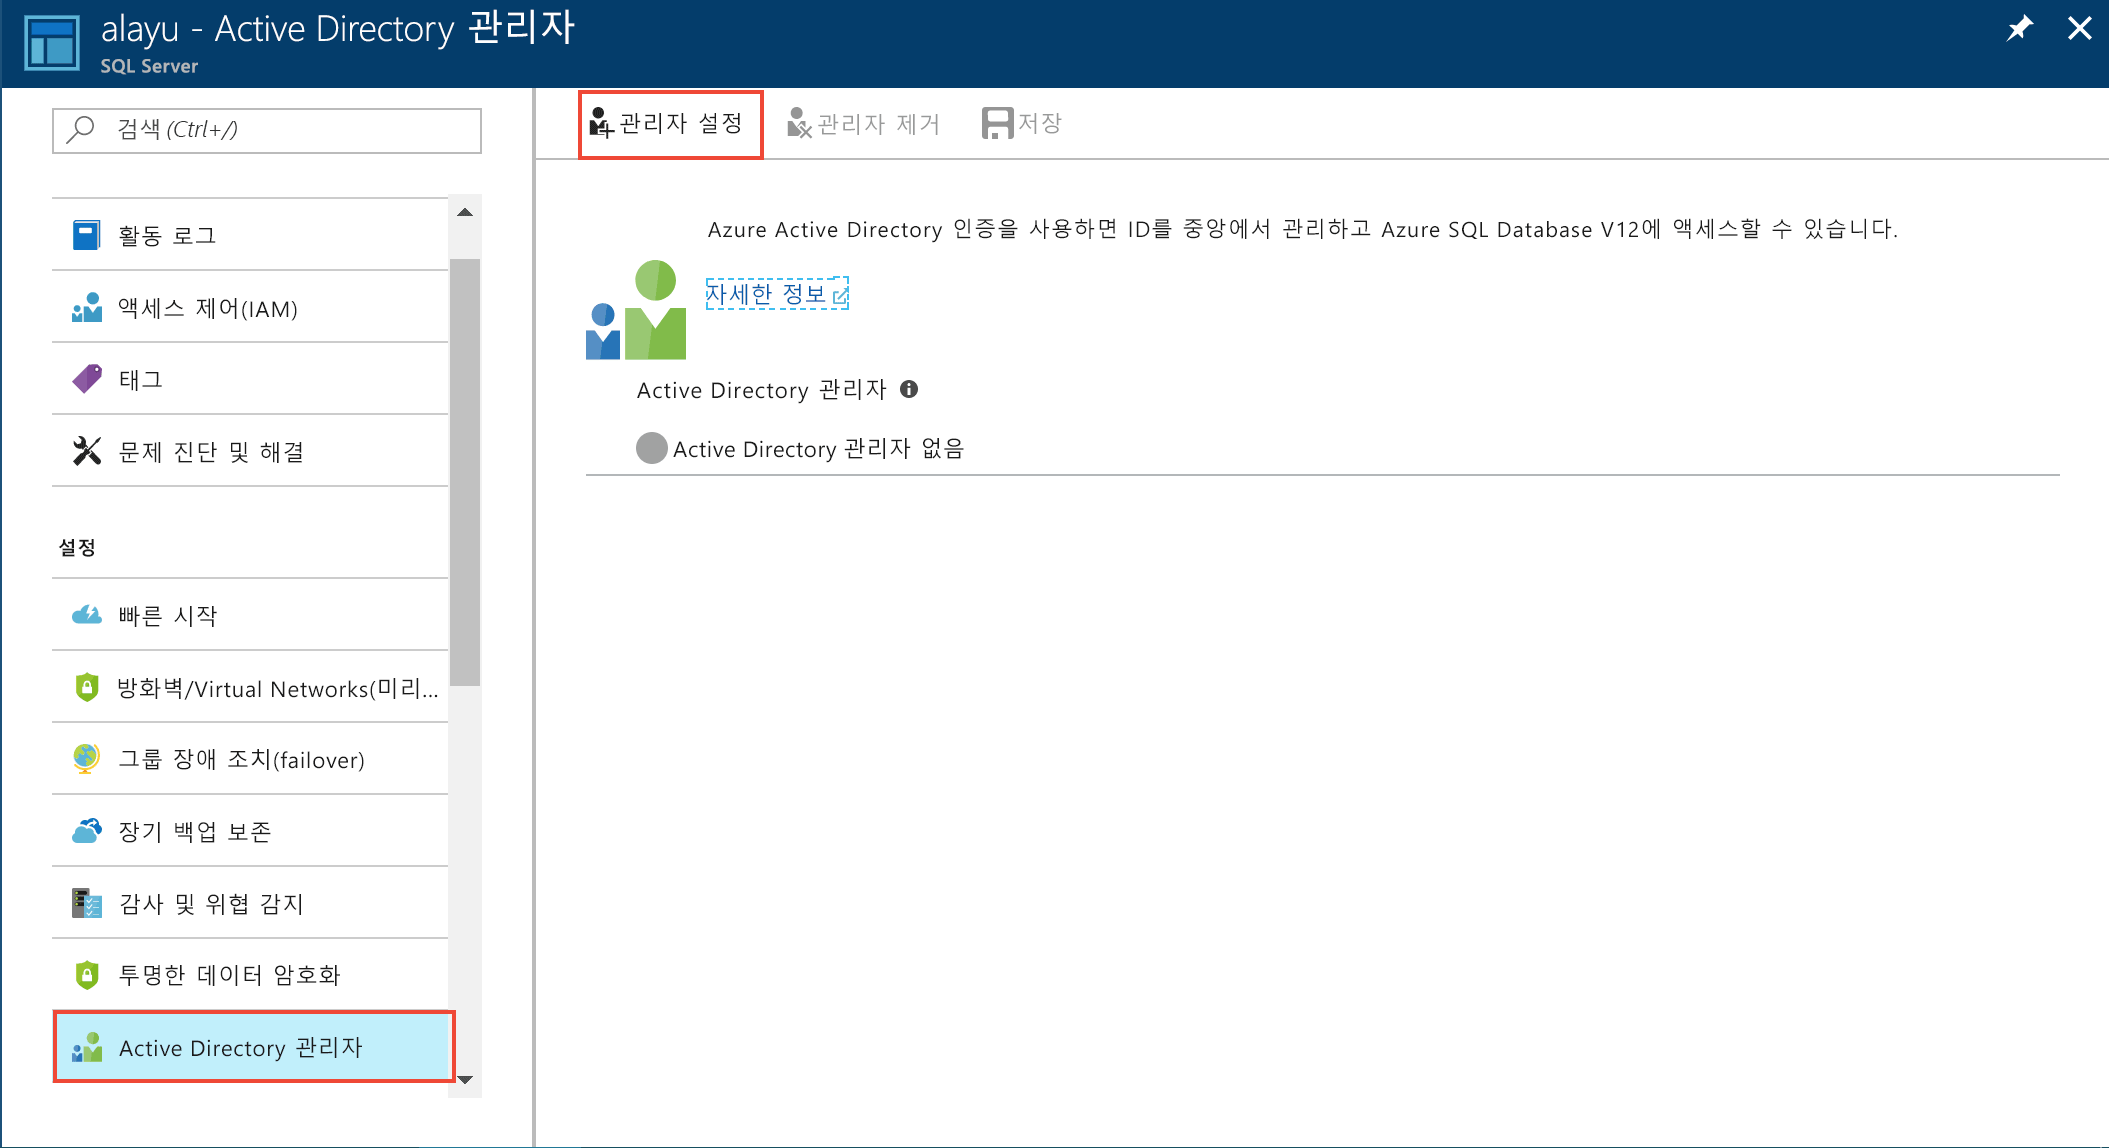 alayu - Active Directory 관리자
SQL Server
검색 (Ctrl+/)
활동 로그
액세스 제어(IAM)
태그
문제 진단 및 해결
설정
빠른 시작
방화벽/Virtual Networks(미리...
그룹 장애 조치(failover)
장기 백업 보존
감사 및 위협 감지
투명한 데이터 암호화
Active Directory 관리자
관리자 설정 관리자 제거 저장
Azure Active Directory 인증을 사용하면 ID를 중앙에서 관리하고 Azure SQL Database V12에 액세스할 수 있습니다.
자세한 정보
Active Directory 관리자
Active Directory 관리자 없음